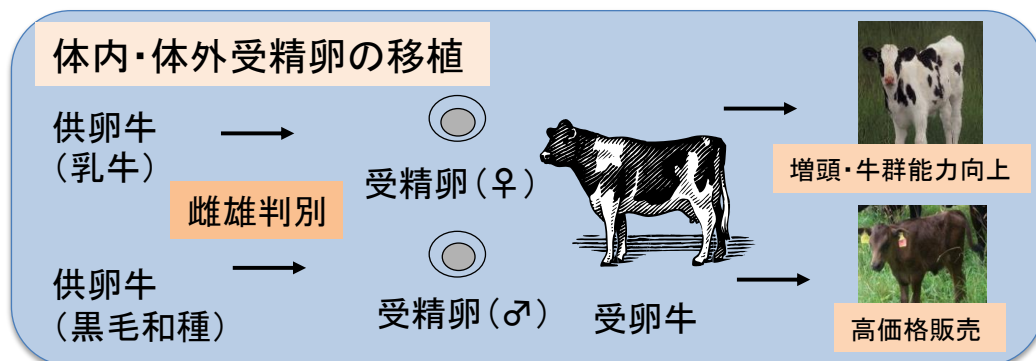 体内・体外受精卵の移植
供卵牛
(乳牛)
雌雄判別
受精卵(♀)
増頭・牛群能力向上
供卵牛
(黒毛和種)
受精卵(♂)
受卵牛
高価格販売